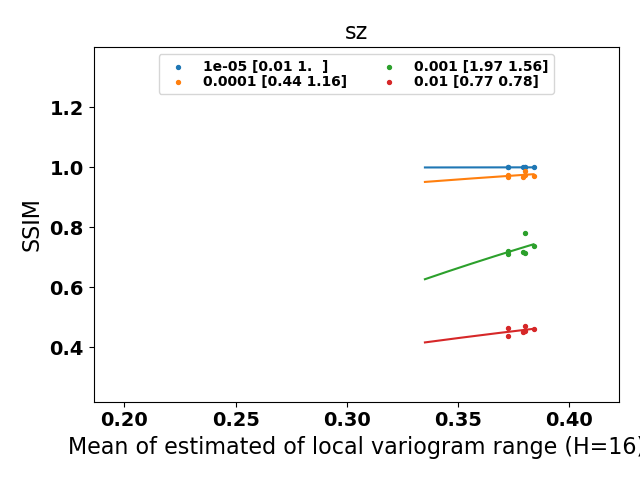 sz
1e-05 [0.01 1.  ]
0.0001 [0.44 1.16]
0.001 [1.97 1.56]
0.01 [0.77 0.78]
SSIM
1.2
1.0
0.8
0.6
0.4
0.20 0.25 0.30 0.35 0.40
Mean of estimated of local variogram range (H=16)